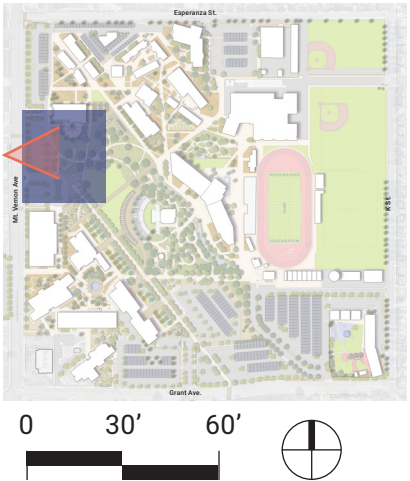 Esperanza St.
Mt. Vernon Ave
K St.
Grant Ave.
0 30’ 60’